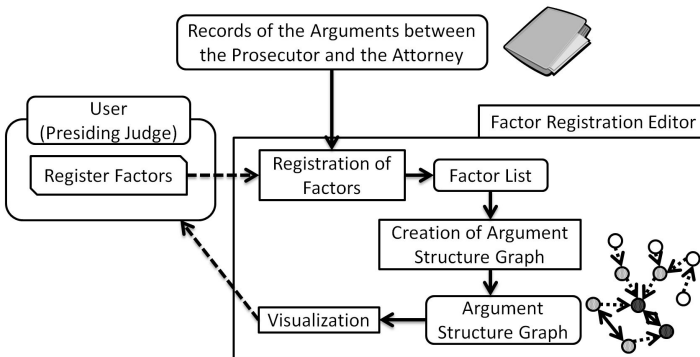 Records of the Arguments between
the Prosecutor and the Attorney
User
(Presiding Judge)
Factor Registration Editor
Register Factors
Registration of
Factors
Factor List
Creation of Argument
Structure Graph
Visualization
Argument
Structure Graph